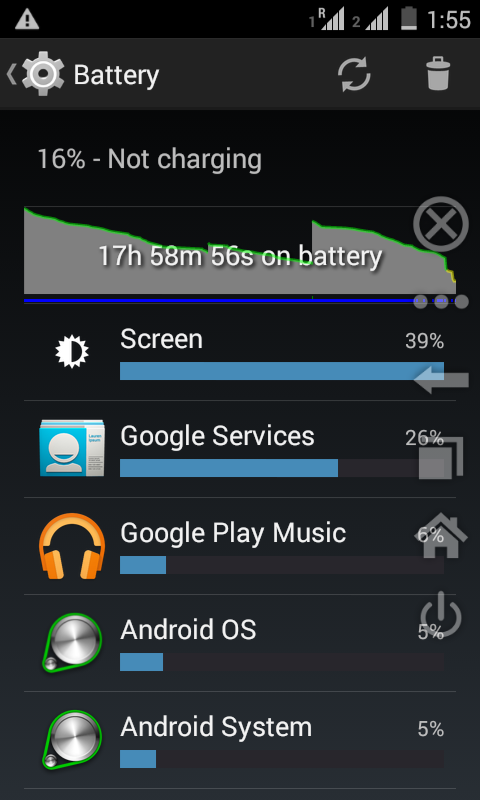 1 R 2 1:55
Battery
16% - Not charging
17h 58m 56s on battery
Screen 39%
Google Services 26%
Google Play Music 6%
Android OS 5%
Android System 5%